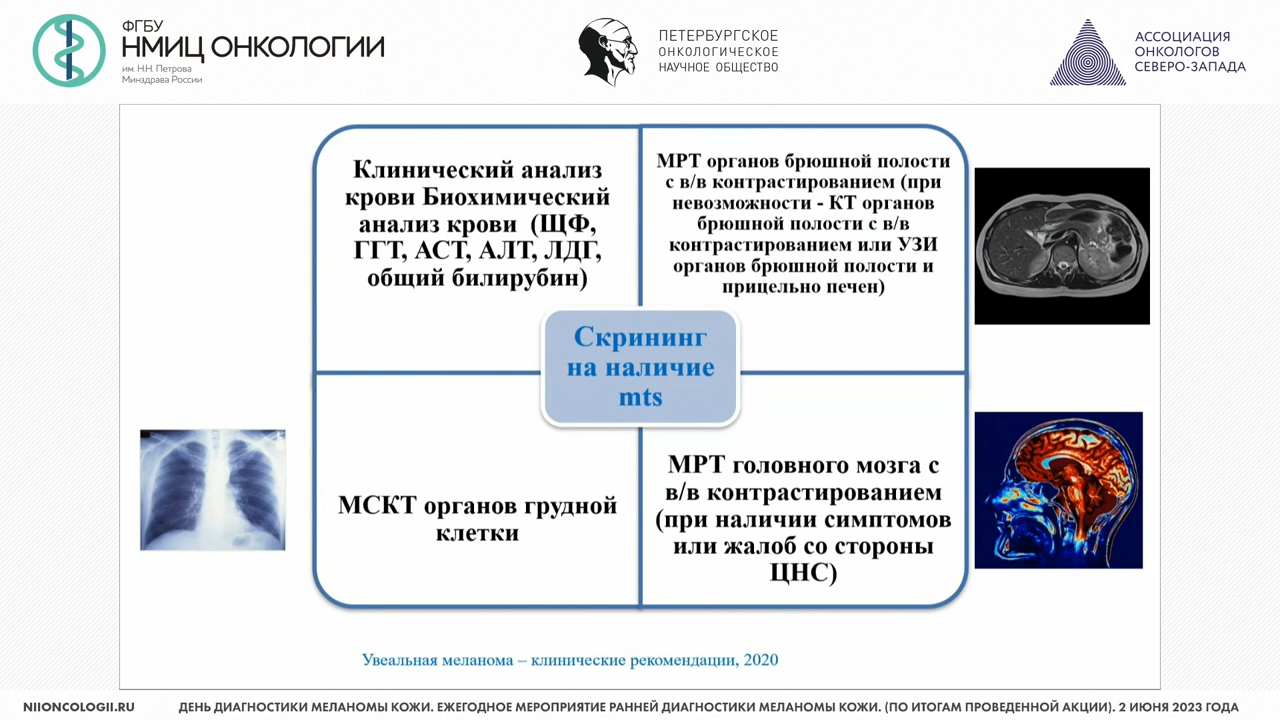 ФГБУ
НМИЦ ОНКОЛОГИИ
им. Н.Н. Петрова
Минздрава России
ПЕТЕРБУРГСКОЕ
ОНКОЛОГИЧЕСКОЕ
НАУЧНОЕ ОБЩЕСТВО
АССОЦИАЦИЯ
ОНКОЛОГОВ
СЕВЕРО-ЗАПАДА
Клинический анализ
крови Биохимический
анализ крови (ЩФ,
ГГТ, АСТ, АЛТ, ЛДГ,
общий билирубин)
МРТ органов брюшной полости
с в/в контрастированием (при
невозможности - КТ органов
брюшной полости с в/в
контрастированием или УЗИ
органов брюшной полости и
прицельно печен)
Скрининг
на наличие
mts
МСКТ органов грудной
клетки
МРТ головного мозга с
в/в контрастированием
(при наличии симптомов
или жалоб со стороны
ЦНС)
Увеальная меланома – клинические рекомендации, 2020
NIIONCOLOGII.RU
ДЕНЬ ДИАГНОСТИКИ МЕЛАНОМЫ КОЖИ. ЕЖЕГОДНОЕ МЕРОПРИЯТИЕ РАННЕЙ ДИАГНОСТИКИ МЕЛАНОМЫ КОЖИ. (ПО ИТОГАМ ПРОВЕДЕННОЙ АКЦИИ). 2 ИЮНЯ 2023 ГОДА